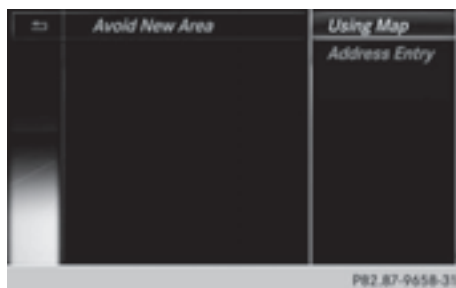 Avoid New Area
Using Map
Address Entry
P82.87-9658-31